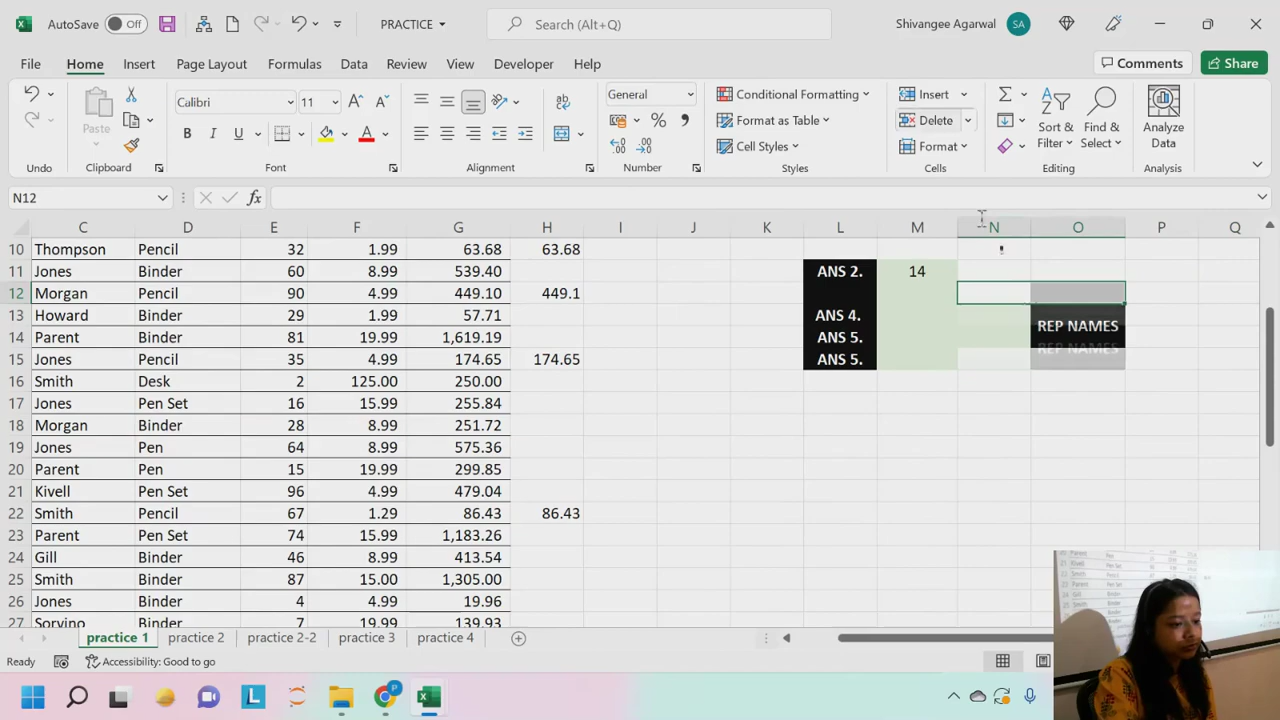 AutoSave Off PRACTICE Search (Alt+Q) Shivangee Agarwal SA
File Home Insert Page Layout Formulas Data Review View Developer Help Comments Share
Calibri 11 General Conditional Formatting Insert
Paste B I U Format as Table Delete Sort & Filter Find & Select Analyze Data
Cell Styles Format
Undo Clipboard Font Alignment Number Styles Cells Editing Analysis
N12 fx
C D E F G H I J K L M N O P Q
10 Thompson Pencil 32 1.99 63.68 63.68
11 Jones Binder 60 8.99 539.40 ANS 2. 14
12 Morgan Pencil 90 4.99 449.10 449.1
13 Howard Binder 29 1.99 57.71 ANS 4.
14 Parent Binder 81 19.99 1,619.19 ANS 5. REP NAMES
15 Jones Pencil 35 4.99 174.65 174.65 ANS 5. REP NAMES
16 Smith Desk 2 125.00 250.00
17 Jones Pen Set 16 15.99 255.84
18 Morgan Binder 28 8.99 251.72
19 Jones Pen 64 8.99 575.36
20 Parent Pen 15 19.99 299.85
21 Kivell Pen Set 96 4.99 479.04
22 Smith Pencil 67 1.29 86.43 86.43
23 Parent Pen Set 74 15.99 1,183.26
24 Gill Binder 46 8.99 413.54
25 Smith Binder 87 15.00 1,305.00
26 Jones Binder 4 4.99 19.96
27 Sorvino Binder 7 19.99 139.93
practice 1 practice 2 practice 2-2 practice 3 practice 4
Ready Accessibility: Good to go